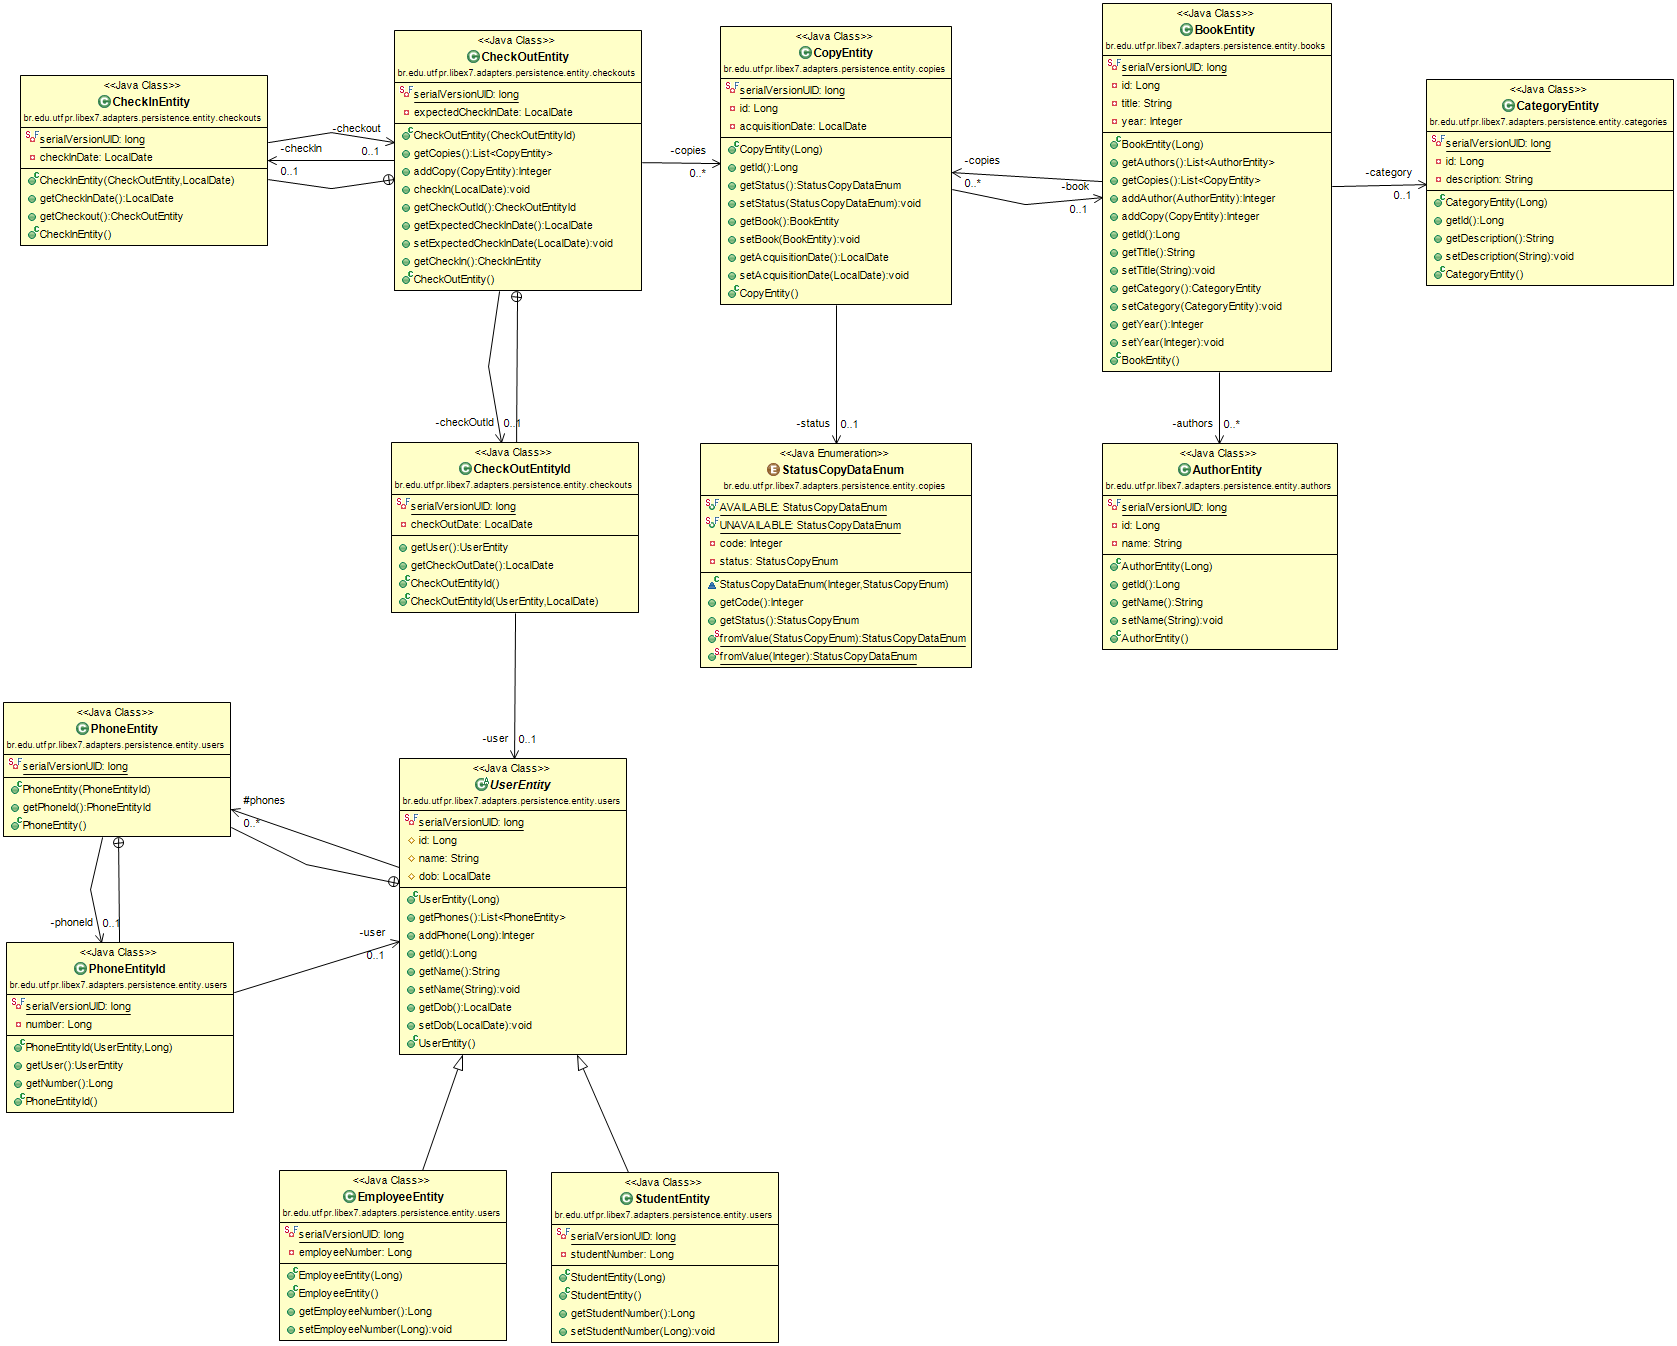 <<Java Class>>
CheckInEntity
br.edu.utfpr.libex7.adapters.persistence.entity.checkouts
serialVersionUID: long
checkInDate: LocalDate
CheckInEntity(CheckOutEntity,LocalDate)
getCheckInDate():LocalDate
getCheckout():CheckOutEntity
CheckInEntity()
-checkout
0..1
-checkIn
0..1
<<Java Class>>
CheckOutEntity
br.edu.utfpr.libex7.adapters.persistence.entity.checkouts
serialVersionUID: long
expectedCheckInDate: LocalDate
CheckOutEntity(CheckOutEntityId)
getCopies():List<CopyEntity>
addCopy(CopyEntity):Integer
checkIn(LocalDate):void
getCheckOutId():CheckOutEntityId
getExpectedCheckInDate():LocalDate
setExpectedCheckInDate(LocalDate):void
getCheckIn():CheckInEntity
CheckOutEntity()
-copies
0..*
<<Java Class>>
CopyEntity
br.edu.utfpr.libex7.adapters.persistence.entity.copies
serialVersionUID: long
id: Long
acquisitionDate: LocalDate
CopyEntity(Long)
getId():Long
getStatus():StatusCopyDataEnum
setStatus(StatusCopyDataEnum):void
getBook():BookEntity
setBook(BookEntity):void
getAcquisitionDate():LocalDate
setAcquisitionDate(LocalDate):void
CopyEntity()
-copies
0..*
-book
0..1
<<Java Class>>
BookEntity
br.edu.utfpr.libex7.adapters.persistence.entity.books
serialVersionUID: long
id: Long
title: String
year: Integer
BookEntity(Long)
getAuthors():List<AuthorEntity>
getCopies():List<CopyEntity>
addAuthor(AuthorEntity):Integer
addCopy(CopyEntity):Integer
getId():Long
getTitle():String
setTitle(String):void
getCategory():CategoryEntity
setCategory(CategoryEntity):void
getYear():Integer
setYear(Integer):void
BookEntity()
-category
0..1
<<Java Class>>
CategoryEntity
br.edu.utfpr.libex7.adapters.persistence.entity.categories
serialVersionUID: long
id: Long
description: String
CategoryEntity(Long)
getId():Long
getDescription():String
setDescription(String):void
CategoryEntity()
-checkOutId
0..1
-status
0..1
-authors
0..*
<<Java Class>>
CheckOutEntityId
br.edu.utfpr.libex7.adapters.persistence.entity.checkouts
serialVersionUID: long
checkOutDate: LocalDate
getUser():UserEntity
getCheckOutDate():LocalDate
CheckOutEntityId()
CheckOutEntityId(UserEntity,LocalDate)
<<Java Enumeration>>
StatusCopyDataEnum
br.edu.utfpr.libex7.adapters.persistence.entity.copies
AVAILABLE: StatusCopyDataEnum
UNAVAILABLE: StatusCopyDataEnum
code: Integer
status: StatusCopyEnum
StatusCopyDataEnum(Integer,StatusCopyEnum)
getCode():Integer
getStatus():StatusCopyEnum
fromValue(StatusCopyEnum):StatusCopyDataEnum
fromValue(Integer):StatusCopyDataEnum
<<Java Class>>
AuthorEntity
br.edu.utfpr.libex7.adapters.persistence.entity.authors
serialVersionUID: long
id: Long
name: String
AuthorEntity(Long)
getId():Long
getName():String
setName(String):void
AuthorEntity()
-user
0..1
<<Java Class>>
PhoneEntity
br.edu.utfpr.libex7.adapters.persistence.entity.users
serialVersionUID: long
PhoneEntity(PhoneEntityId)
getPhoneId():PhoneEntityId
PhoneEntity()
#phones
0..*
<<Java Class>>
UserEntity
br.edu.utfpr.libex7.adapters.persistence.entity.users
serialVersionUID: long
id: Long
name: String
dob: LocalDate
UserEntity(Long)
getPhones():List<PhoneEntity>
addPhone(Long):Integer
getId():Long
getName():String
setName(String):void
getDob():LocalDate
setDob(LocalDate):void
UserEntity()
-phoneId
0..1
-user
0..1
<<Java Class>>
PhoneEntityId
br.edu.utfpr.libex7.adapters.persistence.entity.users
serialVersionUID: long
number: Long
PhoneEntityId(UserEntity,Long)
getUser():UserEntity
getNumber():Long
PhoneEntityId()
<<Java Class>>
EmployeeEntity
br.edu.utfpr.libex7.adapters.persistence.entity.users
serialVersionUID: long
employeeNumber: Long
EmployeeEntity(Long)
EmployeeEntity()
getEmployeeNumber():Long
setEmployeeNumber(Long):void
<<Java Class>>
StudentEntity
br.edu.utfpr.libex7.adapters.persistence.entity.users
serialVersionUID: long
studentNumber: Long
StudentEntity(Long)
StudentEntity()
getStudentNumber():Long
setStudentNumber(Long):void